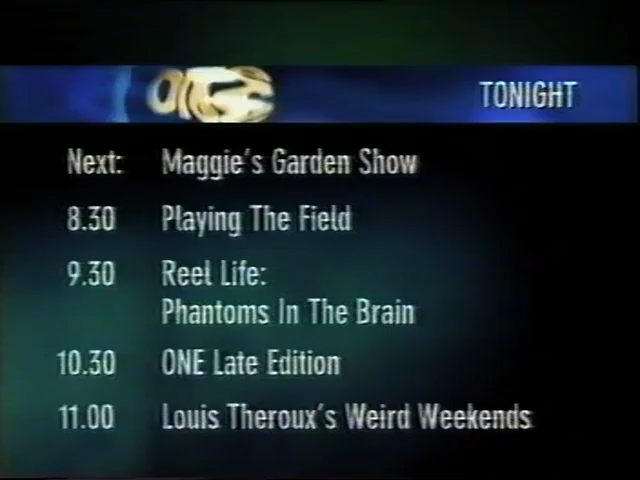 one
TONIGHT
Next: Maggie's Garden Show
8.30 Playing The Field
9.30 Reel Life:
Phantoms In The Brain
10.30 ONE Late Edition
11.00 Louis Theroux's Weird Weekends